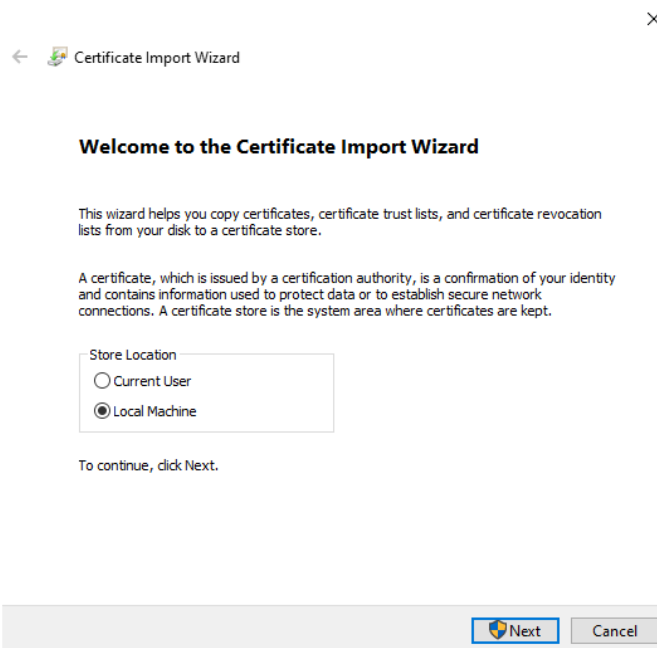 Certificate Import Wizard
Welcome to the Certificate Import Wizard
This wizard helps you copy certificates, certificate trust lists, and certificate revocation
lists from your disk to a certificate store.
A certificate, which is issued by a certification authority, is a confirmation of your identity
and contains information used to protect data or to establish secure network
connections. A certificate store is the system area where certificates are kept.
Store Location
Current User
Local Machine
To continue, click Next.
Next
Cancel